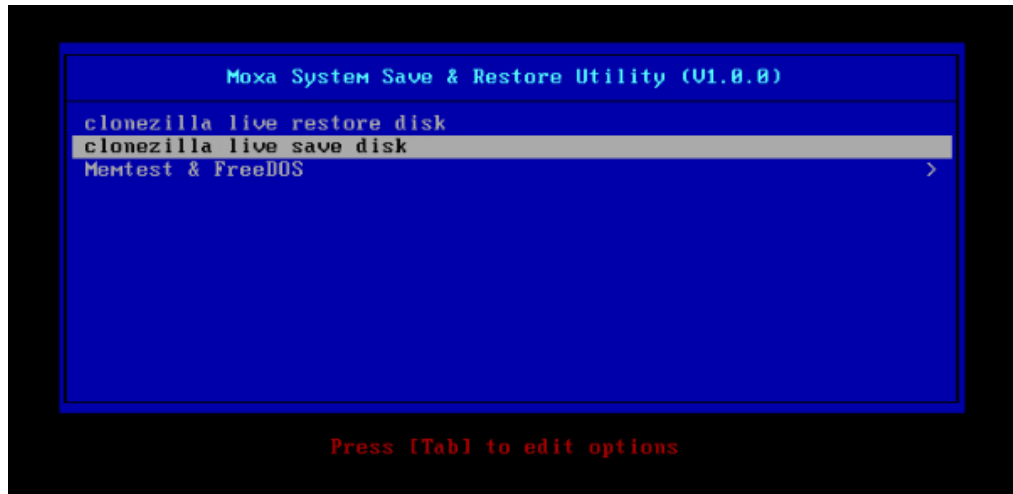 Moxa System Save & Restore Utility (V1.0.0)
clonezilla live restore disk
clonezilla live save disk
Memtest & FreeDOS >
Press [Tab] to edit options